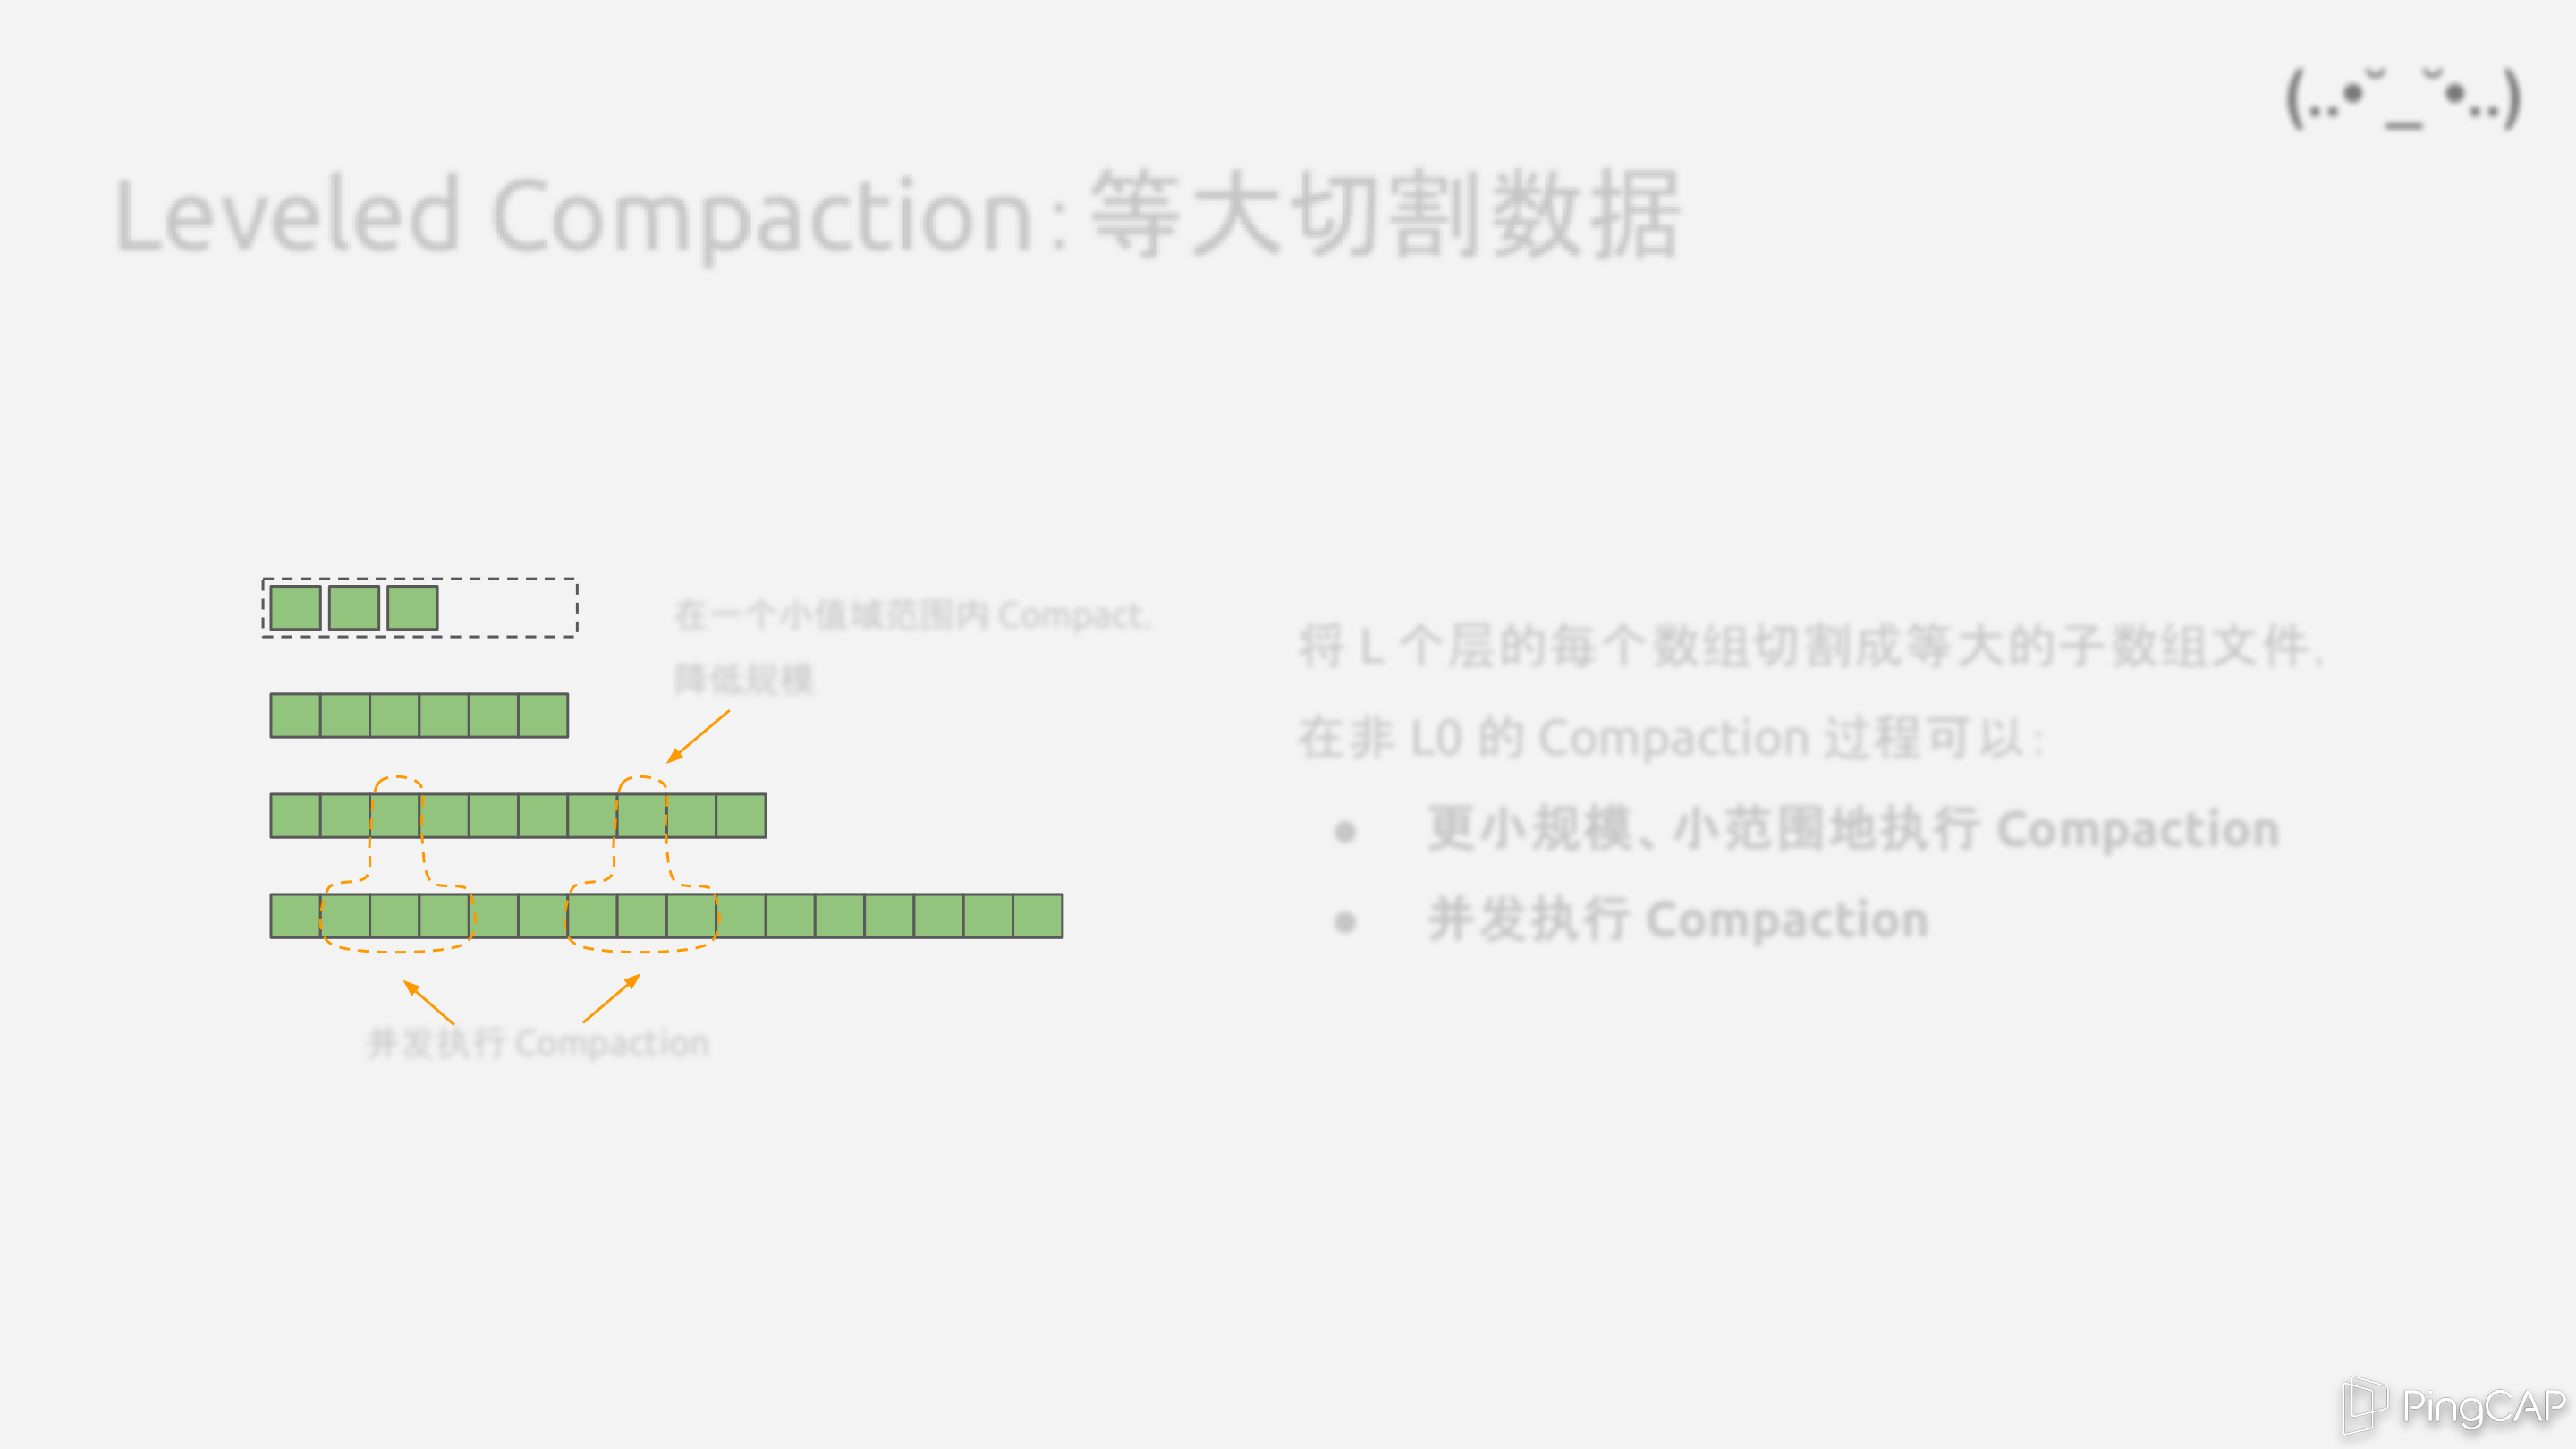 (..•˘_˘•..)
Leveled Compaction：等大切割数据
在一个小值域范围内 Compact，
降低规模
并发执行 Compaction
将 L 个层的每个数组切割成等大的子数组文件，
在非 L0 的 Compaction 过程可以：
● 更小规模、小范围地执行 Compaction
● 并发执行 Compaction
PingCAP